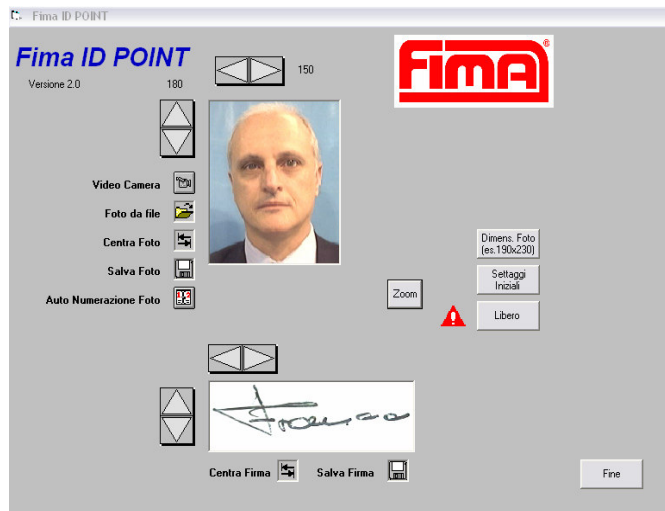 Fima ID POINT
Fima ID POINT
Versione 2.0
180
150
FimA®
Video Camera
Foto da file
Centra Foto
Salva Foto
Auto Numerazione Foto
Zoom
Dimens. Foto
(es.190x230)
Settaggi
Iniziali
Libero
Franco
Centra Firma
Salva Firma
Fine